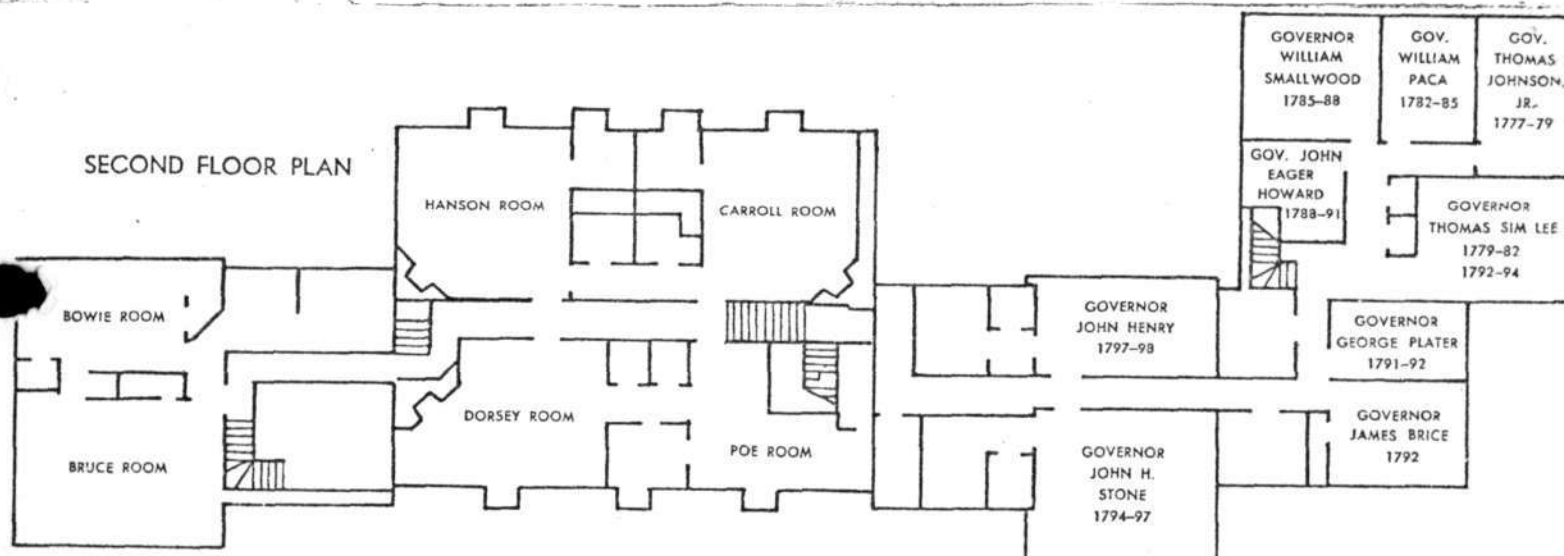 SECOND FLOOR PLAN
BOWIE ROOM
BRUCE ROOM
HANSON ROOM
CARROLL ROOM
DORSEY ROOM
POE ROOM
GOVERNOR
JOHN HENRY
1797-98
GOVERNOR
JOHN H.
STONE
1794-97
GOVERNOR
WILLIAM
SMALLWOOD
1785-88
GOV.
WILLIAM
PACA
1782-85
GOV.
THOMAS
JOHNSON,
JR.
1777-79
GOV. JOHN
EAGER
HOWARD
1788-91
GOVERNOR
THOMAS SIM LEE
1779-82
1792-94
GOVERNOR
GEORGE PLATER
1791-92
GOVERNOR
JAMES BRICE
1792